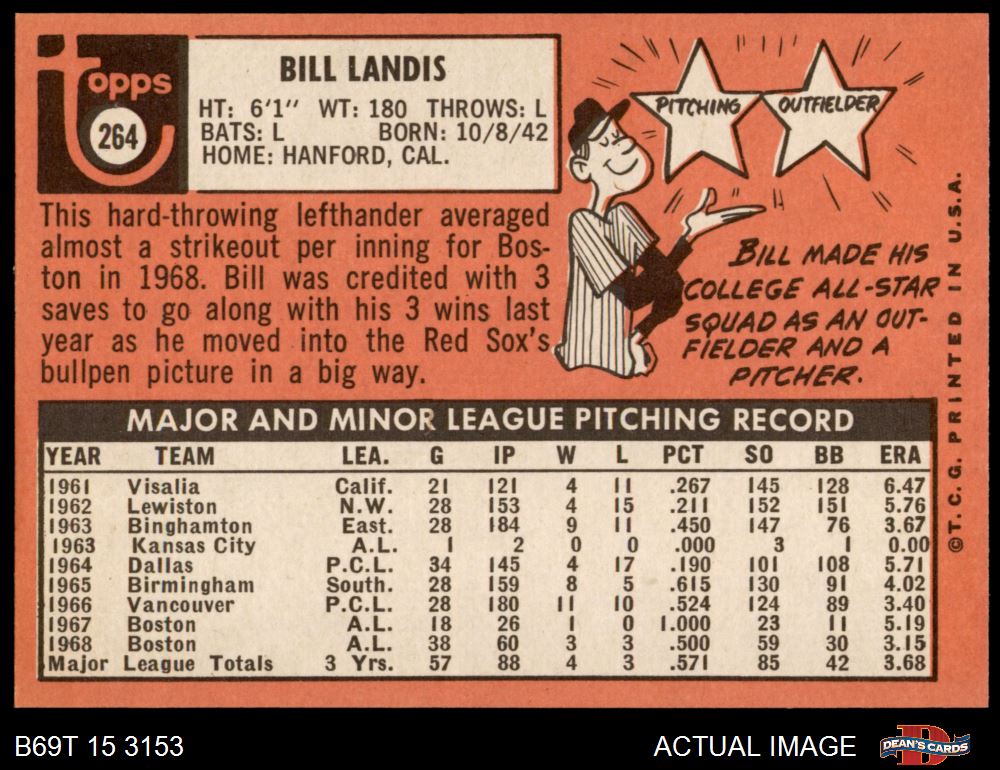 Topps
264
BILL LANDIS
HT: 6'1" WT: 180 THROWS: L
BATS: L BORN: 10/8/42
HOME: HANFORD, CAL.
This hard-throwing lefthander averaged
almost a strikeout per inning for Bos-
ton in 1968. Bill was credited with 3
saves to go along with his 3 wins last
year as he moved into the Red Sox's
bullpen picture in a big way.
PITCHING OUTFIELDER
BILL MADE HIS
COLLEGE ALL-STAR
SQUAD AS AN OUT-
FIELDER AND A
PITCHER.
MAJOR AND MINOR LEAGUE PITCHING RECORD
YEAR TEAM LEA. G IP W L PCT SO BB ERA
1961 Visalia Calif. 21 121 4 11 .267 145 128 6.47
1962 Lewiston N.W. 28 153 4 15 .211 152 151 5.76
1963 Binghamton East. 28 184 9 11 .450 147 76 3.67
1963 Kansas City A.L. 1 2 0 0 .000 3 1 0.00
1964 Dallas P.C.L. 34 145 4 17 .190 101 108 5.71
1965 Birmingham South. 28 159 8 5 .615 130 91 4.02
1966 Vancouver P.C.L. 28 180 11 10 .524 124 89 3.40
1967 Boston A.L. 18 26 1 0 1.000 23 11 5.19
1968 Boston A.L. 38 60 3 3 .500 59 30 3.15
Major League Totals 3 Yrs. 57 88 4 3 .571 85 42 3.68
© T. C. G. PRINTED IN U.S.A.
B69T 15 3153
ACTUAL IMAGE
D
DEAN'S CARDS